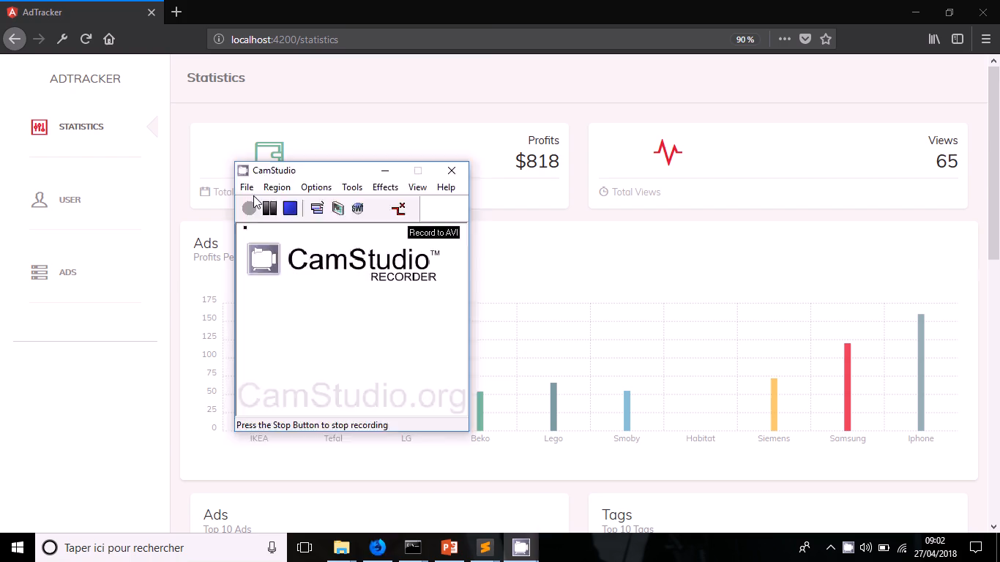 AdTracker
localhost:4200/statistics
90%
ADTRACKER
STATISTICS
USER
ADS
Statistics
Profits
$818
Views
65
Total Views
CamStudio
File Region Options Tools Effects View Help
swf
Record to AVI
CamStudio™
RECORDER
CamStudio.org
Press the Stop Button to stop recording
Ads
175
150
125
100
75
50
25
0
IKEA Tefal LG Beko Lego Smoby Habitat Siemens Samsung Iphone
Ads
Top 10 Ads
Tags
Top 10 Tags
Taper ici pour rechercher
09:02
27/04/2018